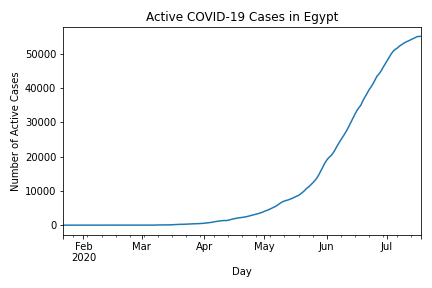 Active COVID-19 Cases in Egypt
Number of Active Cases
50000
40000
30000
20000
10000
0
Feb Mar Apr May Jun Jul
2020
Day